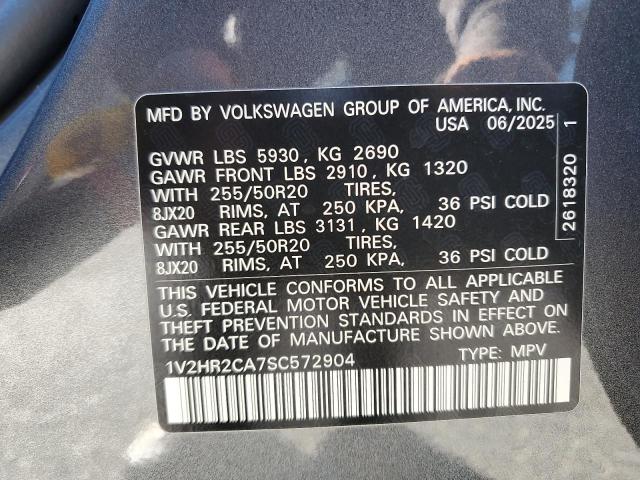 MFD BY VOLKSWAGEN GROUP OF AMERICA, INC.
USA 06/2025
GVWR LBS 5930, KG 2690
GAWR FRONT LBS 2910, KG 1320
WITH 255/50R20 TIRES,
8JX20 RIMS, AT 250 KPA, 36 PSI COLD
GAWR REAR LBS 3131, KG 1420
WITH 255/50R20 TIRES,
8JX20 RIMS, AT 250 KPA, 36 PSI COLD
THIS VEHICLE CONFORMS TO ALL APPLICABLE
U.S. FEDERAL MOTOR VEHICLE SAFETY AND
THEFT PREVENTION STANDARDS IN EFFECT ON
THE DATE OF MANUFACTURE SHOWN ABOVE.
1V2HR2CA7SC572904 TYPE: MPV
2618320 1